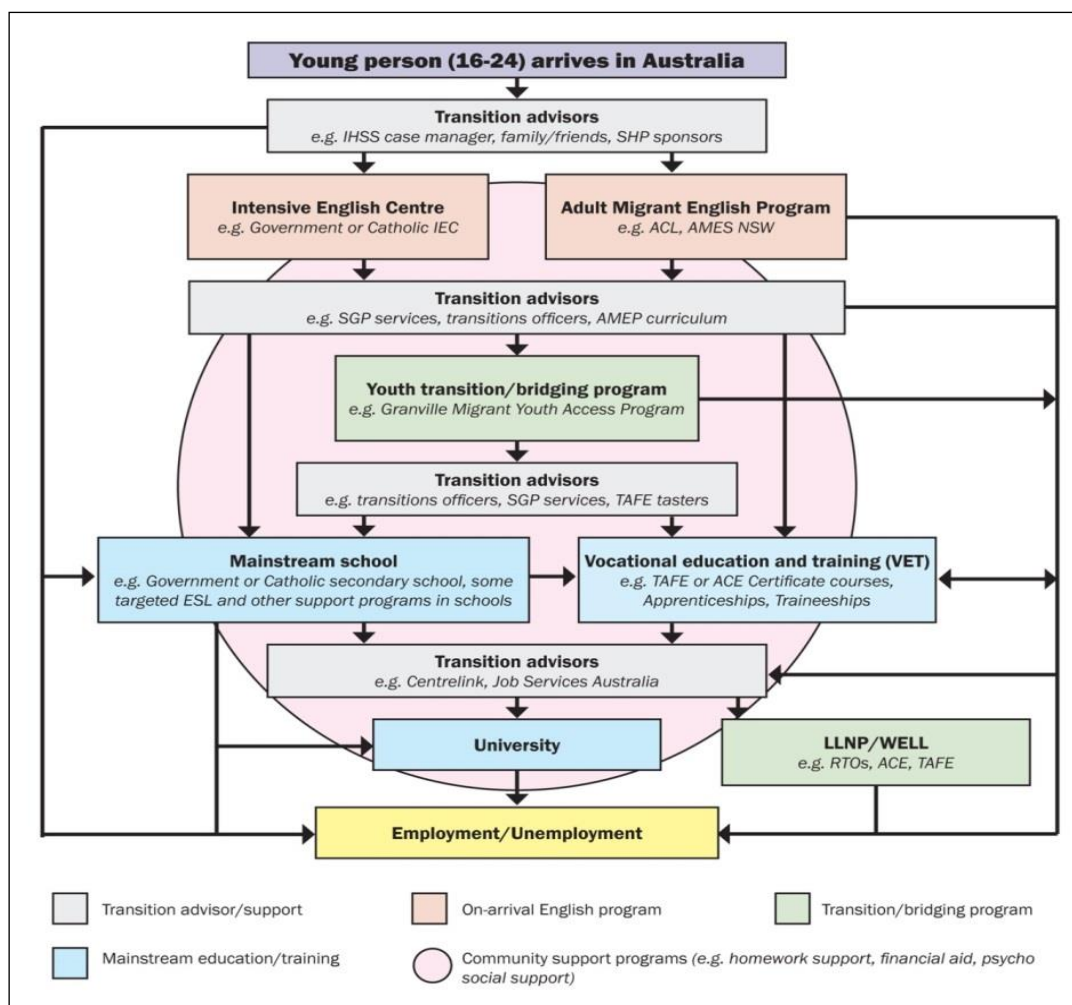 Young person (16-24) arrives in Australia
Transition advisors
e.g. IHSS case manager, family/friends, SHP sponsors
Intensive English Centre
e.g. Government or Catholic IEC
Adult Migrant English Program
e.g. ACL, AMES NSW
Transition advisors
e.g. SGP services, transitions officers, AMEP curriculum
Youth transition/bridging program
e.g. Granville Migrant Youth Access Program
Transition advisors
e.g. transitions officers, SGP services, TAFE tasters
Mainstream school
e.g. Government or Catholic secondary school, some
targeted ESL and other support programs in schools
Vocational education and training (VET)
e.g. TAFE or ACE Certificate courses,
Apprenticeships, Traineeships
Transition advisors
e.g. Centrelink, Job Services Australia
University
LLNP/WELL
e.g. RTOs, ACE, TAFE
Employment/Unemployment
Transition advisor/support
On-arrival English program
Transition/bridging program
Mainstream education/training
Community support programs (e.g. homework support, financial aid, psycho
social support)